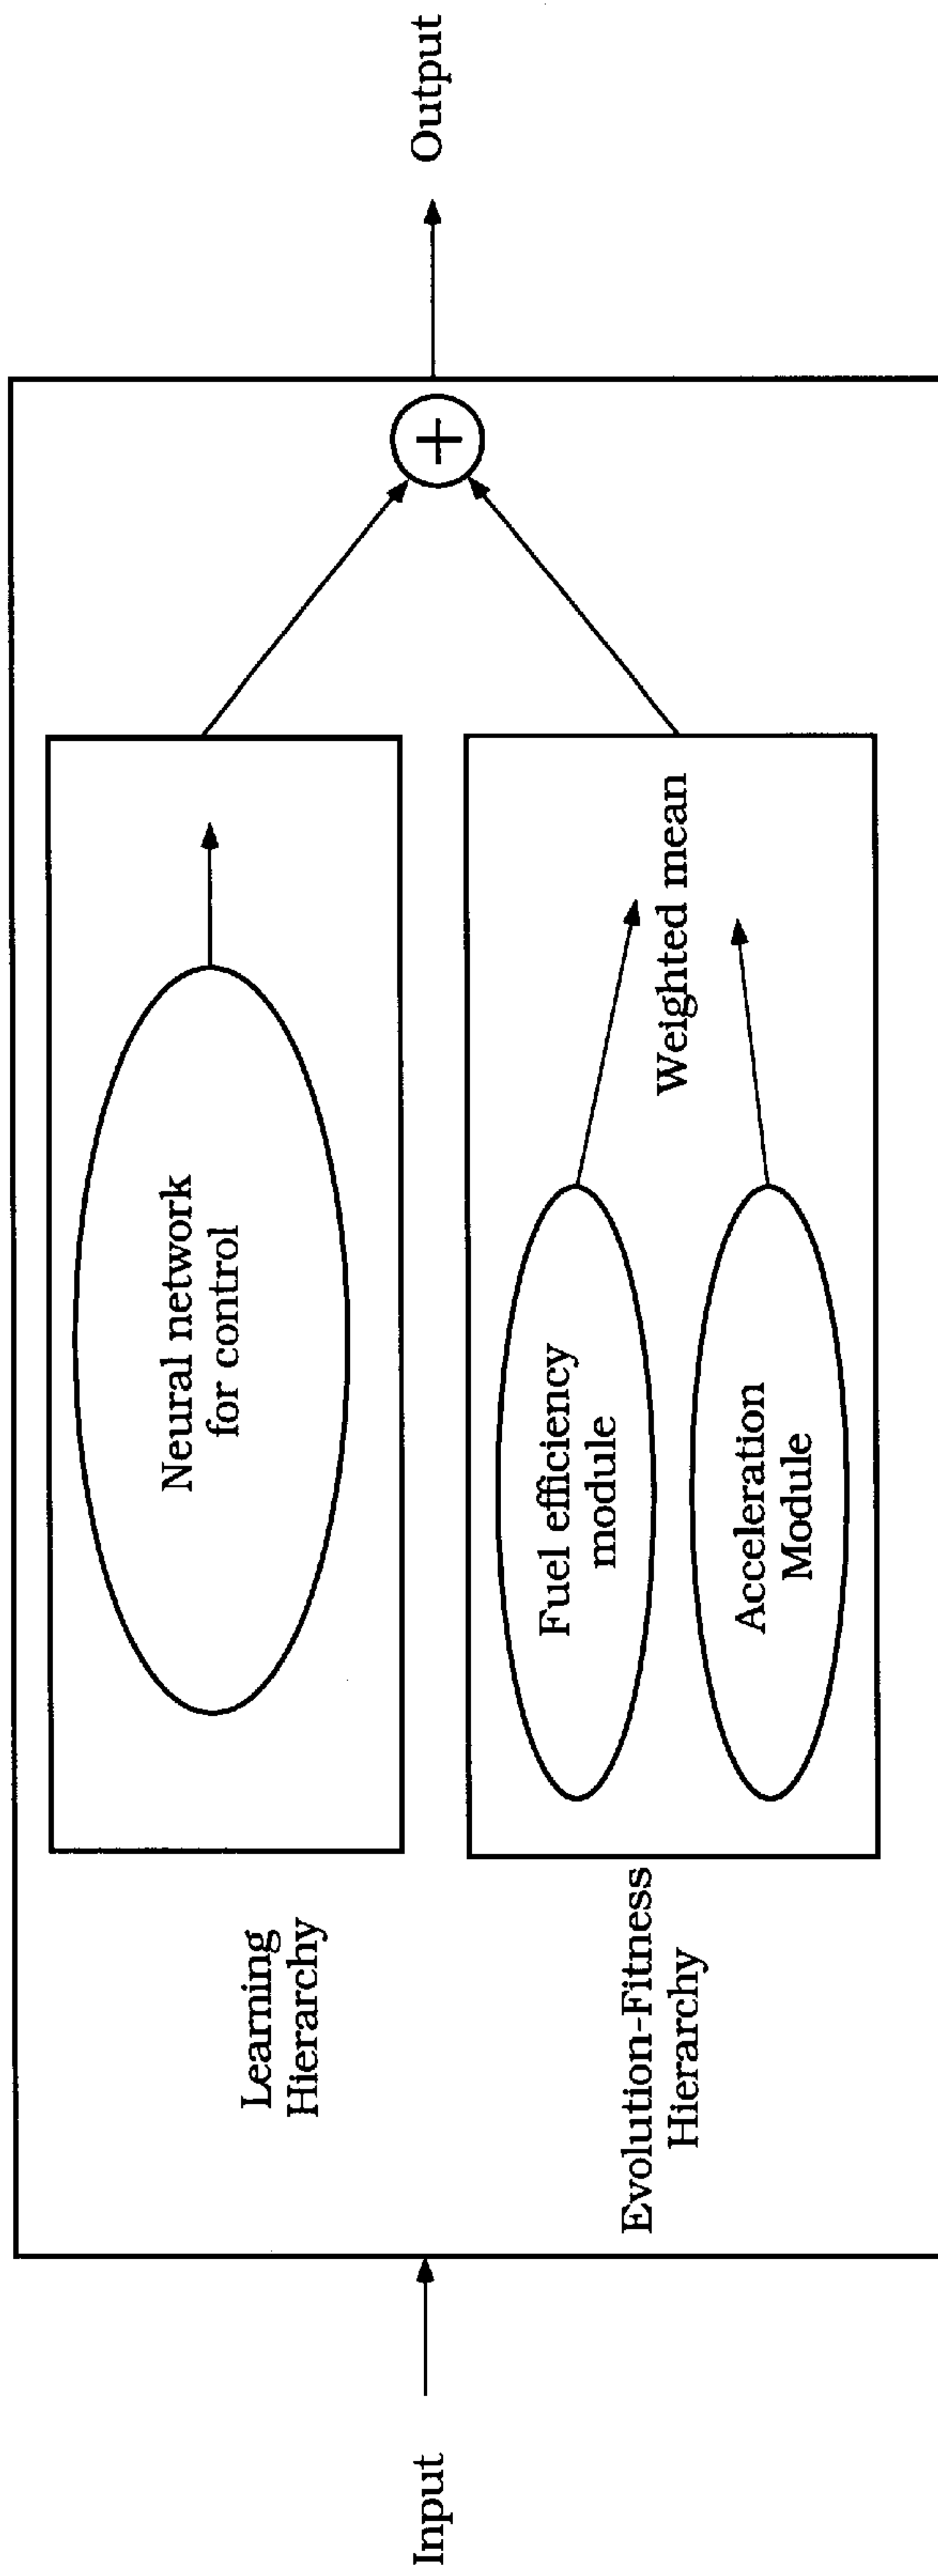 Input
Learning
Hierarchy
Neural network
for control
Evolution-Fitness
Hierarchy
Fuel efficiency
module
Acceleration
Module
Weighted mean
+
Output